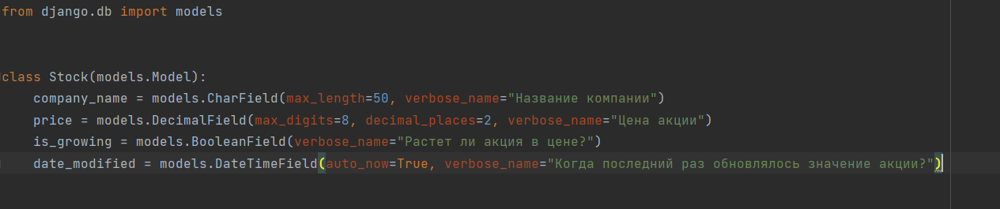 from django.db import models
class Stock(models.Model):
company_name = models.CharField(max_length=50, verbose_name="Название компании")
price = models.DecimalField(max_digits=8, decimal_places=2, verbose_name="Цена акции")
is_growing = models.BooleanField(verbose_name="Растет ли акция в цене?")
date_modified = models.DateTimeField(auto_now=True, verbose_name="Когда последний раз обновлялось значение акции?")